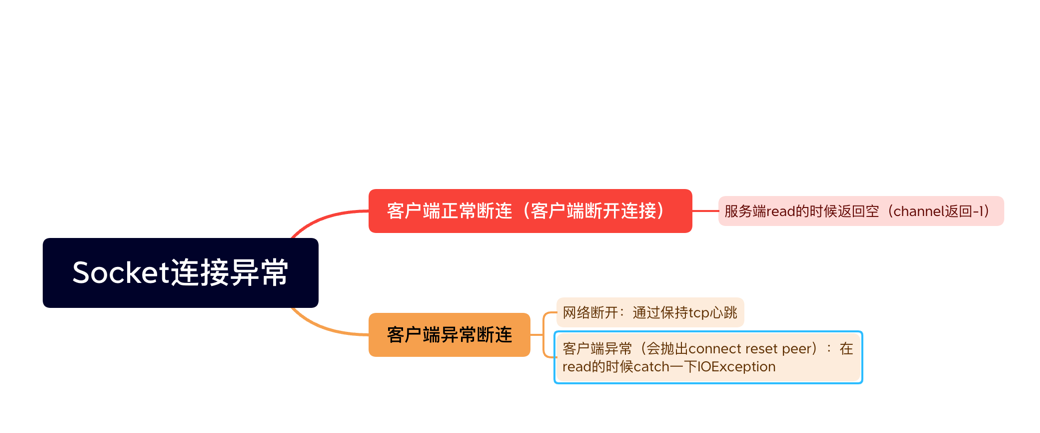 Socket连接异常
客户端正常断连（客户端断开连接）
服务端read的时候返回空（channel返回-1）
客户端异常断连
网络断开：通过保持tcp心跳
客户端异常（会抛出connect reset peer）：在
read的时候catch一下IOException